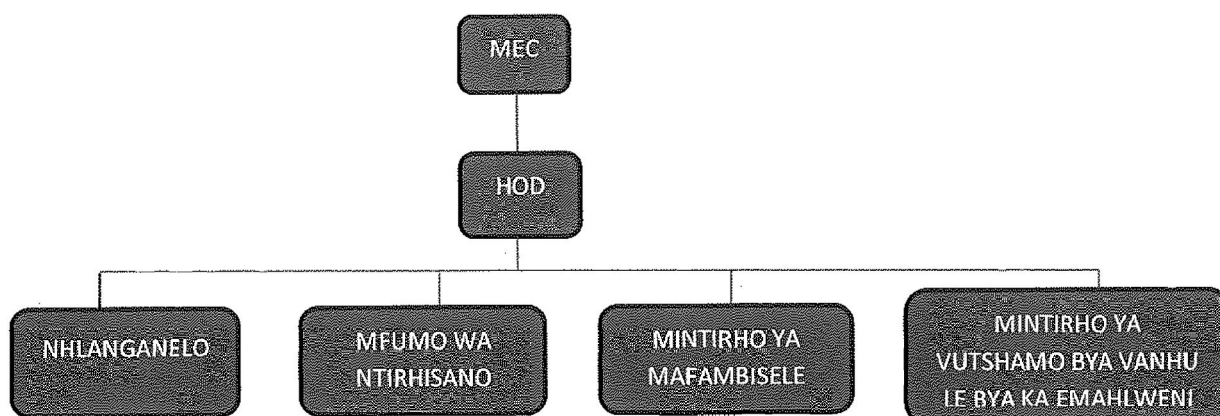 MEC
HOD
NHLANGANELO
MFUMO WA
NTIRHISANO
MINTIRHO YA
MAFAMBISELE
MINTIRHO YA
VUTSHAMO BYA VANHU
LE BYA KA EMAHLWENI